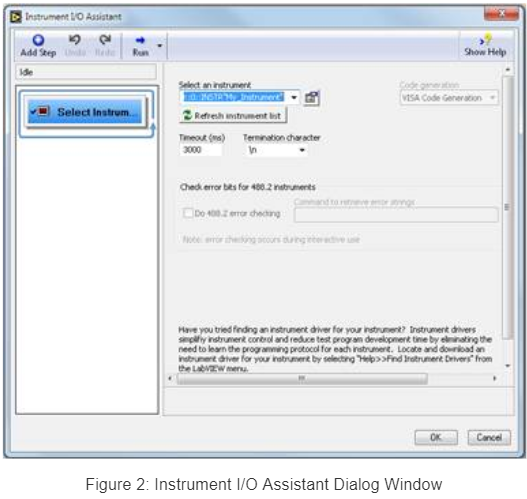 Instrument I/O Assistant
Add Step Undo Redo Run Show Help
Idle
Select Instrum...
Select an instrument
Code generation
::0::INSTR"My_Instrument"
VISA Code Generation
Refresh instrument list
Timeout (ms) Termination character
3000 \n
Check error bits for 488.2 instruments
Command to retrieve error strings
Do 488.2 error checking
Note: error checking occurs during interactive use
Have you tried finding an instrument driver for your instrument? Instrument drivers
simplify instrument control and reduce test program development time by eliminating the
need to learn the programming protocol for each instrument. Locate and download an
instrument driver for your instrument by selecting "Help>>Find Instrument Drivers" from
the LabVIEW menu.
OK Cancel
Figure 2: Instrument I/O Assistant Dialog Window